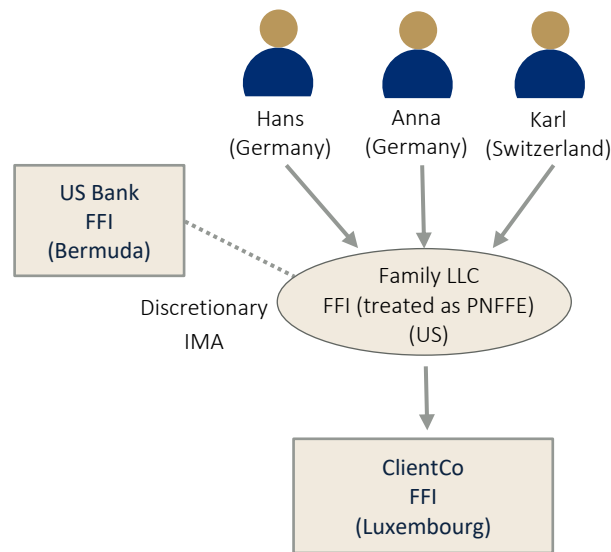 Hans
(Germany)
Anna
(Germany)
Karl
(Switzerland)
US Bank
FFI
(Bermuda)
Discretionary
IMA
Family LLC
FFI (treated as PNFFE)
(US)
ClientCo
FFI
(Luxembourg)